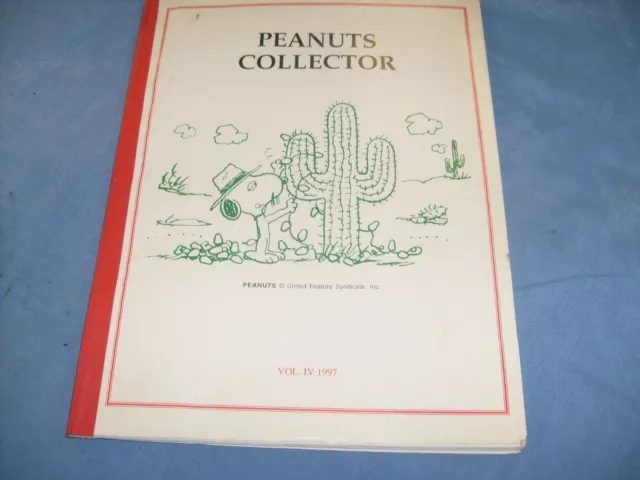 PEANUTS
COLLECTOR
PEANUTS © United Feature Syndicate, Inc.
VOL. IV 1997